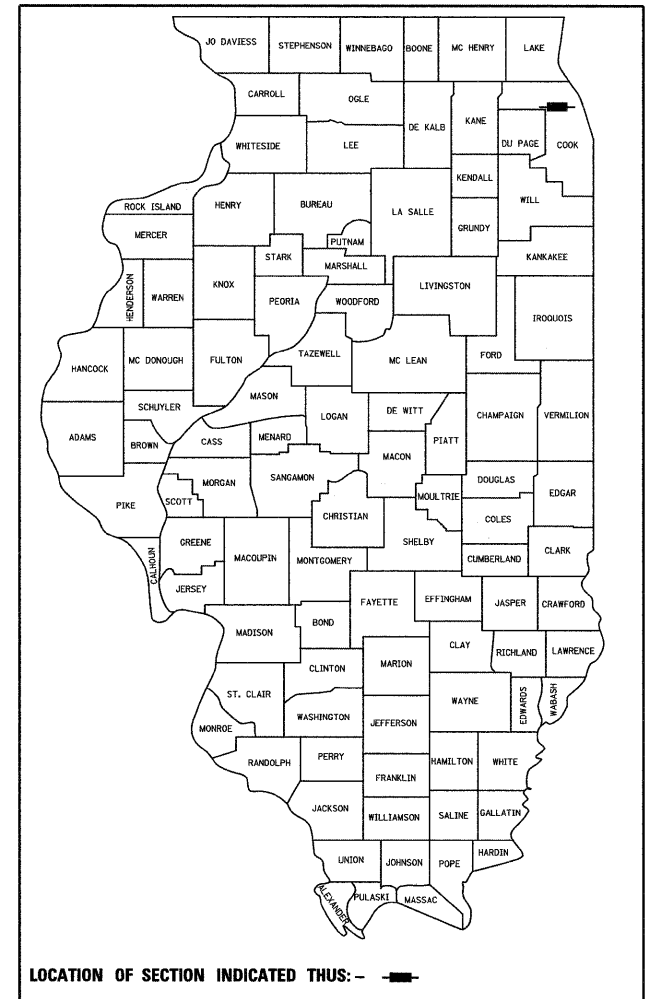 JO DAVIESS STEPHENSON WINNEBAGO BOONE MC HENRY LAKE
CARROLL OGLE DE KALB KANE DU PAGE COOK
WHITESIDE LEE
KENDALL
WILL
ROCK ISLAND HENRY BUREAU LA SALLE GRUNDY
MERCER PUTNAM
STARK MARSHALL KANKAKEE
HENDERSON WARREN KNOX PEORIA WOODFORD LIVINGSTON IROQUOIS
HANCOCK MC DONOUGH FULTON TAZEWELL MC LEAN FORD
MASON
SCHUYLER LOGAN DE WITT CHAMPAIGN VERMILION
ADAMS BROWN CASS MENARD MACON PIATT
MORGAN SANGAMON DOUGLAS EDGAR
PIKE SCOTT CHRISTIAN MOULTRIE COLES
CALHOUN GREENE MACOUPIN MONTGOMERY SHELBY CUMBERLAND CLARK
JERSEY FAYETTE EFFINGHAM JASPER CRAWFORD
MADISON BOND
CLINTON MARION CLAY RICHLAND LAWRENCE
ST. CLAIR WAYNE EDWARDS WABASH
MONROE WASHINGTON JEFFERSON
RANDOLPH PERRY FRANKLIN HAMILTON WHITE
JACKSON WILLIAMSON SALINE GALLATIN
UNION JOHNSON POPE HARDIN
ALEXANDER PULASKI MASSAC
LOCATION OF SECTION INDICATED THUS: –